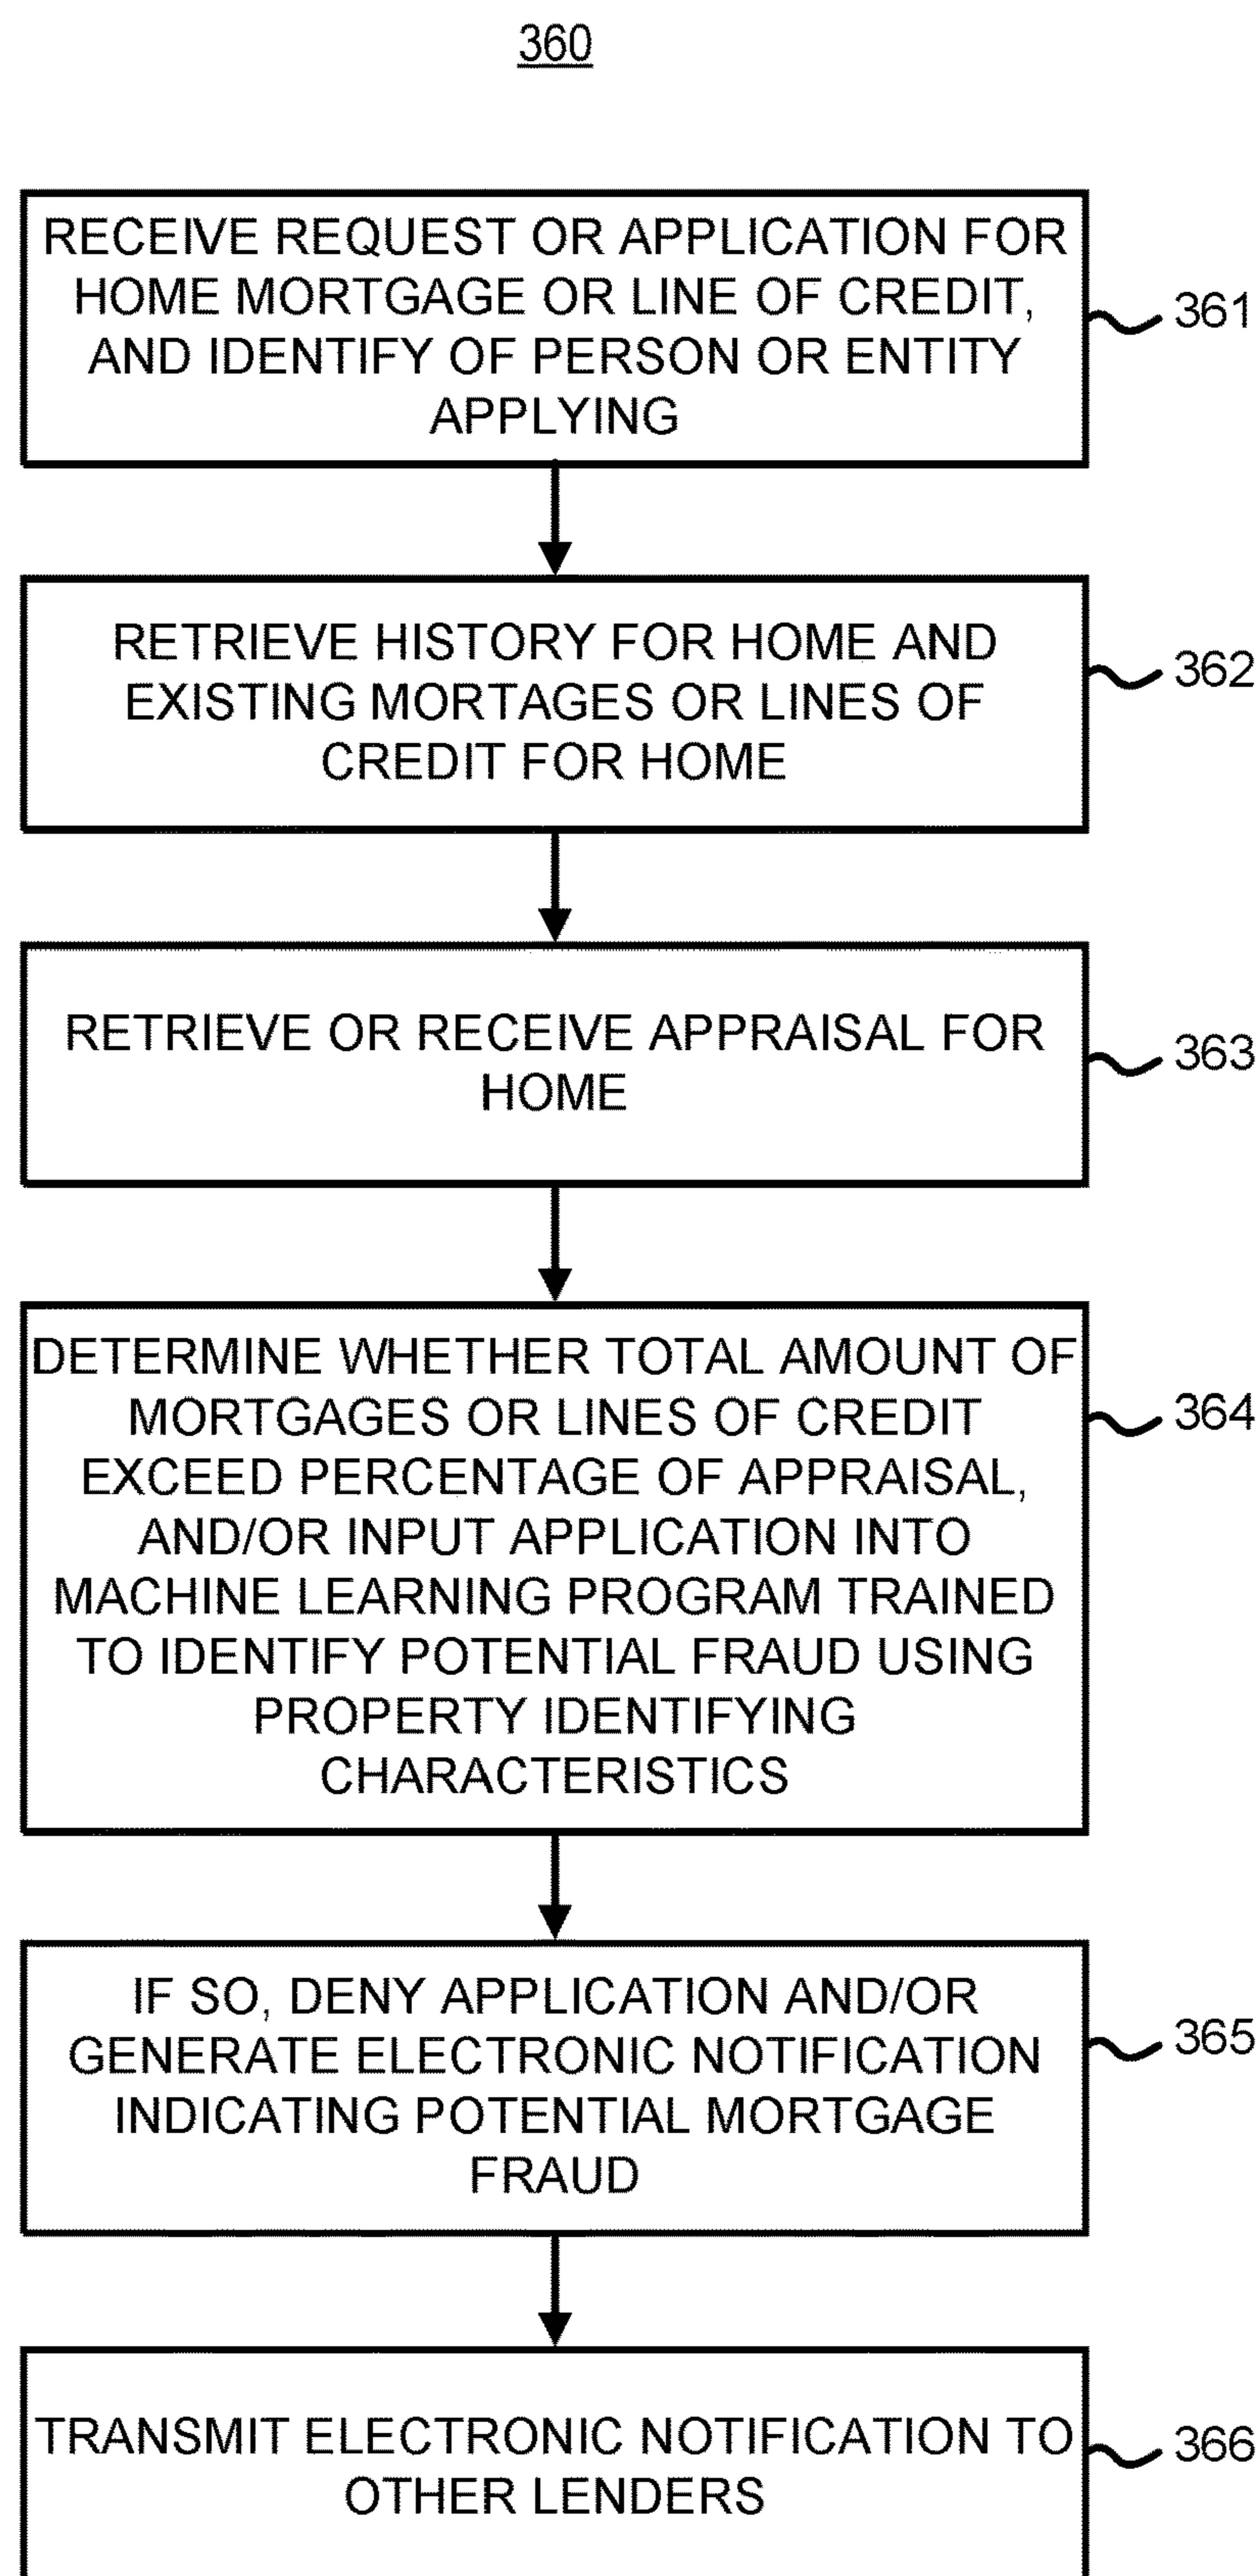 360
RECEIVE REQUEST OR APPLICATION FOR
HOME MORTGAGE OR LINE OF CREDIT,
AND IDENTIFY OF PERSON OR ENTITY
APPLYING
361
RETRIEVE HISTORY FOR HOME AND
EXISTING MORTAGES OR LINES OF
CREDIT FOR HOME
362
RETRIEVE OR RECEIVE APPRAISAL FOR
HOME
363
DETERMINE WHETHER TOTAL AMOUNT OF
MORTGAGES OR LINES OF CREDIT
EXCEED PERCENTAGE OF APPRAISAL,
AND/OR INPUT APPLICATION INTO
MACHINE LEARNING PROGRAM TRAINED
TO IDENTIFY POTENTIAL FRAUD USING
PROPERTY IDENTIFYING
CHARACTERISTICS
364
IF SO, DENY APPLICATION AND/OR
GENERATE ELECTRONIC NOTIFICATION
INDICATING POTENTIAL MORTGAGE
FRAUD
365
TRANSMIT ELECTRONIC NOTIFICATION TO
OTHER LENDERS
366